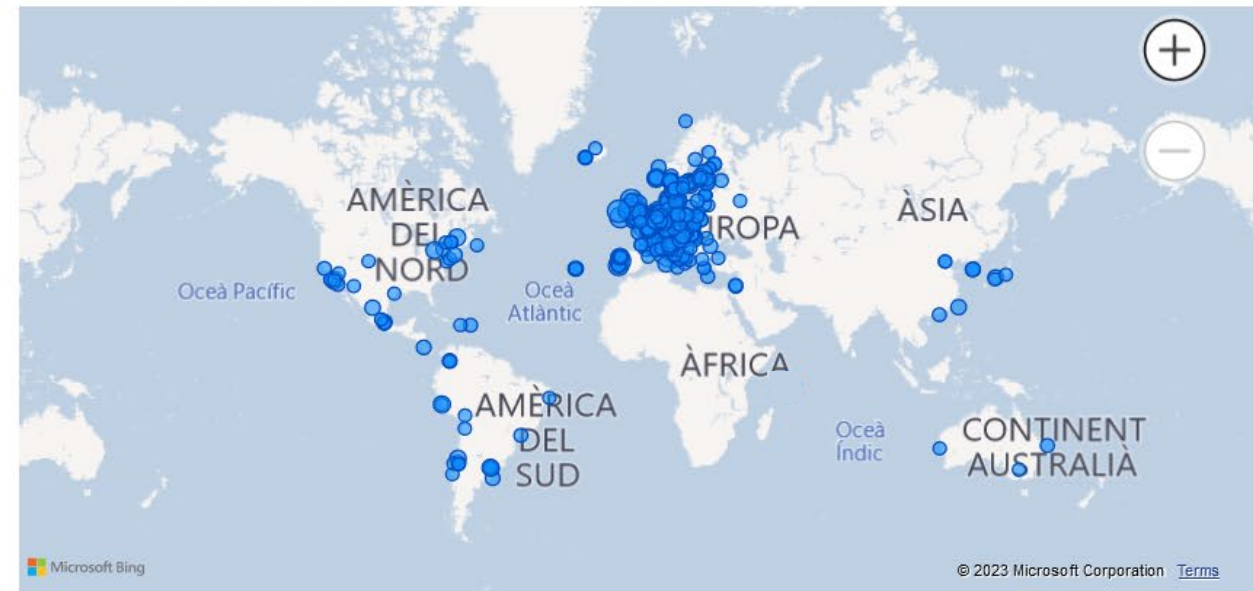 AMÈRICA
DEL
NORD
Oceà Pacífic
Oceà
Atlàntic
IROPA
ÀSIA
ÀFRICA
AMÈRICA
DEL
SUD
Oceà
Índic
CONTINENT
AUSTRALIÀ
Microsoft Bing
© 2023 Microsoft Corporation Terms